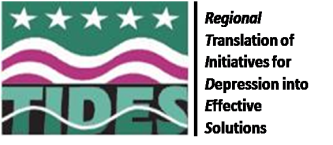 TIDES
Regional
Translation of
Initiatives for
Depression into
Effective
Solutions